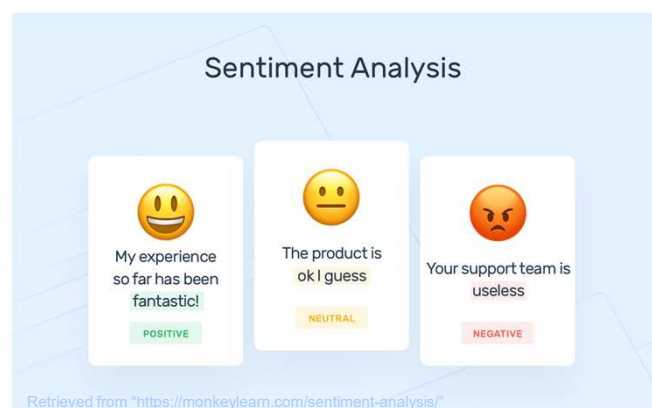 Sentiment Analysis
My experience
so far has been
fantastic!
POSITIVE
The product is
ok I guess
NEUTRAL
Your support team is
useless
NEGATIVE
Retrieved from “https://monkeylearn.com/sentiment-analysis/”